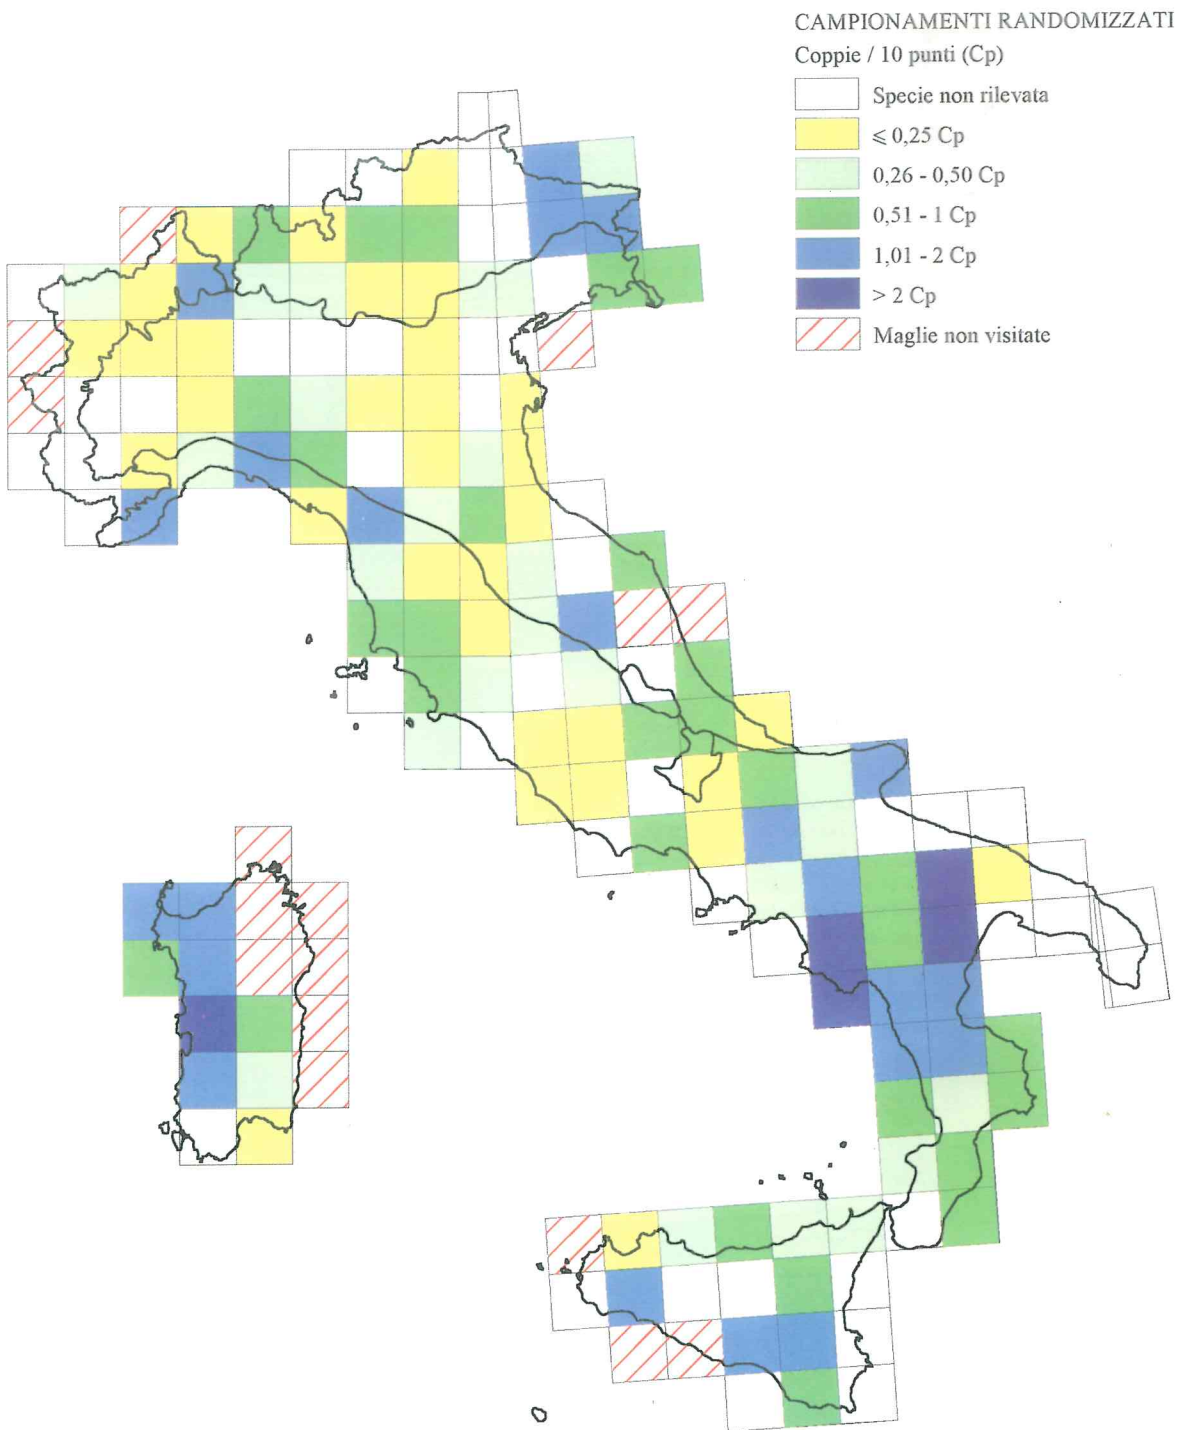 CAMPIONAMENTI RANDOMIZZATI
Coppie / 10 punti (Cp)
Specie non rilevata
⩽ 0,25 Cp
0,26 - 0,50 Cp
0,51 - 1 Cp
1,01 - 2 Cp
> 2 Cp
Maglie non visitate